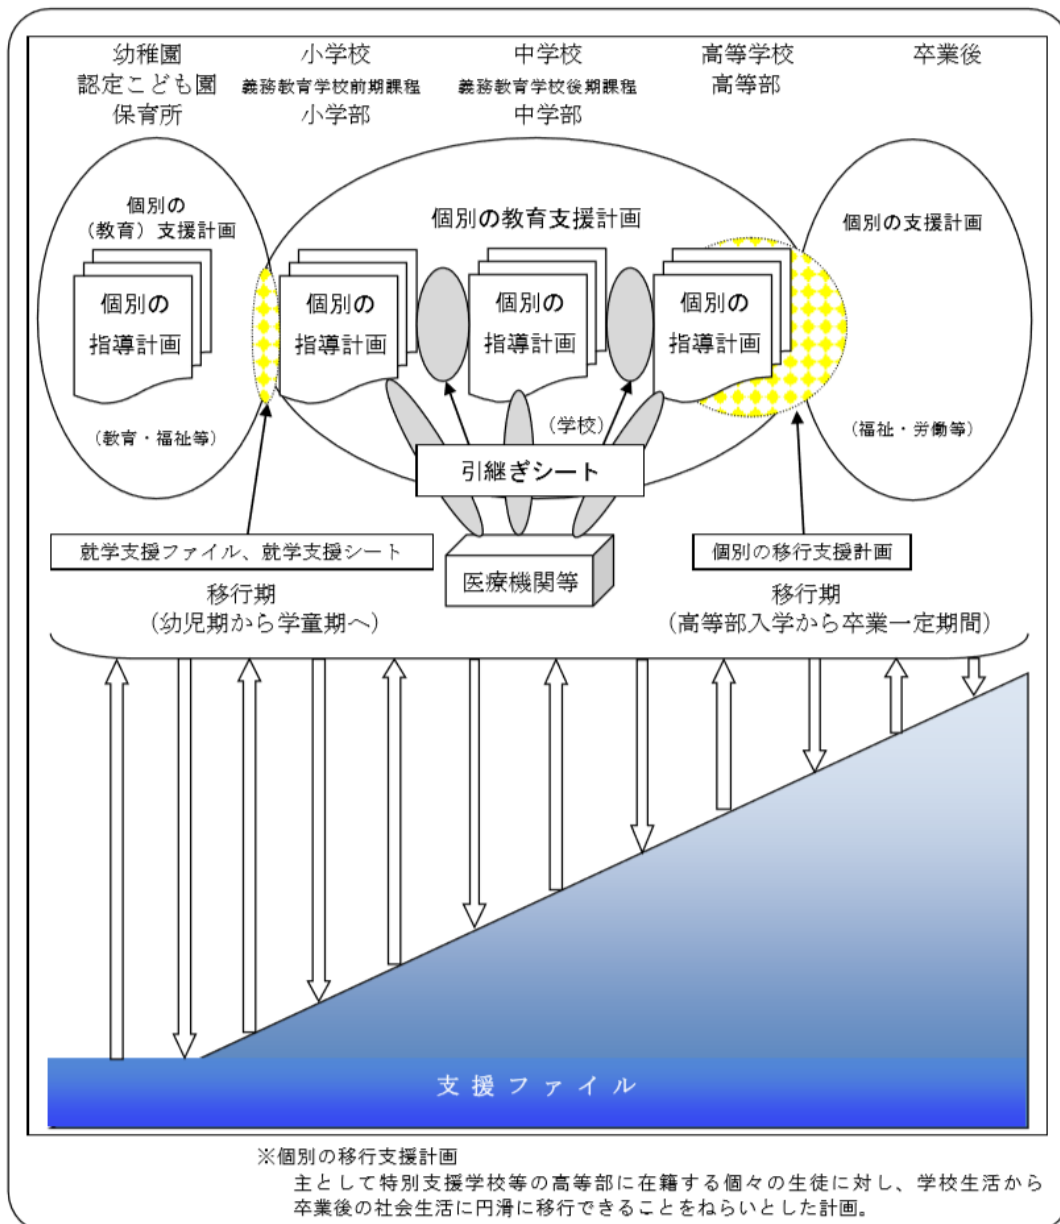 幼稚園
認定こども園
保育所
小学校
義務教育学校前期課程
小学部
中学校
義務教育学校後期課程
中学部
高等学校
高等部
卒業後
個別の
（教育）支援計画
個別の
指導計画
（教育・福祉等）
個別の教育支援計画
個別の
指導計画
個別の
指導計画
個別の
指導計画
（学校）
個別の支援計画
（福祉・労働等）
引継ぎシート
就学支援ファイル、就学支援シート
移行期
（幼児期から学童期へ）
医療機関等
個別の移行支援計画
移行期
（高等部入学から卒業一定期間）
支援ファイル
※個別の移行支援計画
主として特別支援学校等の高等部に在籍する個々の生徒に対し、学校生活から
卒業後の社会生活に円滑に移行できることをねらいとした計画。